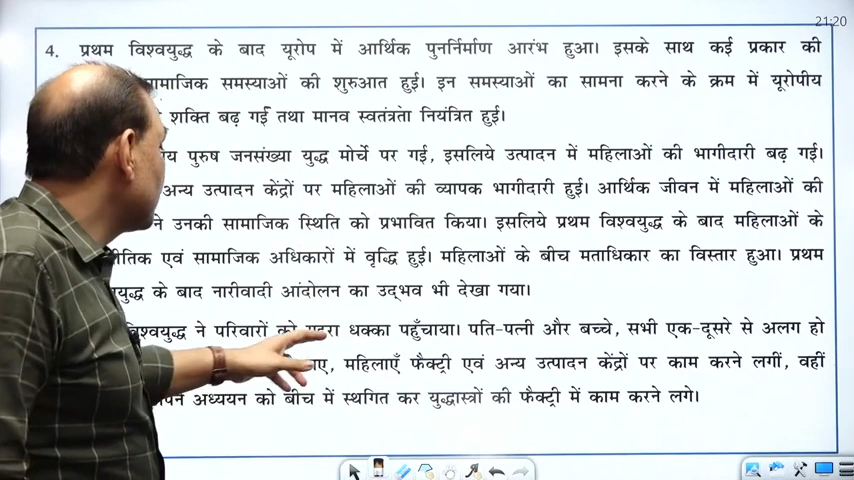 21:20
4. प्रथम विश्वयुद्ध के बाद यूरोप में आर्थिक पुनर्निर्माण आरंभ हुआ। इसके साथ कई प्रकार की
सामाजिक समस्याओं की शुरुआत हुई। इन समस्याओं का सामना करने के क्रम में यूरोपीय
शक्ति बढ़ गई तथा मानव स्वतंत्रता नियंत्रित हुई।
पुरुष जनसंख्या युद्ध मोर्चे पर गई, इसलिये उत्पादन में महिलाओं की भागीदारी बढ़ गई।
अन्य उत्पादन केंद्रों पर महिलाओं की व्यापक भागीदारी हुई। आर्थिक जीवन में महिलाओं की
ने उनकी सामाजिक स्थिति को प्रभावित किया। इसलिये प्रथम विश्वयुद्ध के बाद महिलाओं के
एवं सामाजिक अधिकारों में वृद्धि हुई। महिलाओं के बीच मताधिकार का विस्तार हुआ। प्रथम
के बाद नारीवादी आंदोलन का उद्भव भी देखा गया।
विश्वयुद्ध ने परिवारों को गहरा धक्का पहुँचाया। पति-पत्नी और बच्चे, सभी एक-दूसरे से अलग हो
महिलाएँ फैक्ट्री एवं अन्य उत्पादन केंद्रों पर काम करने लगीं, वहीं
अध्ययन को बीच में स्थगित कर युद्धास्त्रों की फैक्ट्री में काम करने लगे।